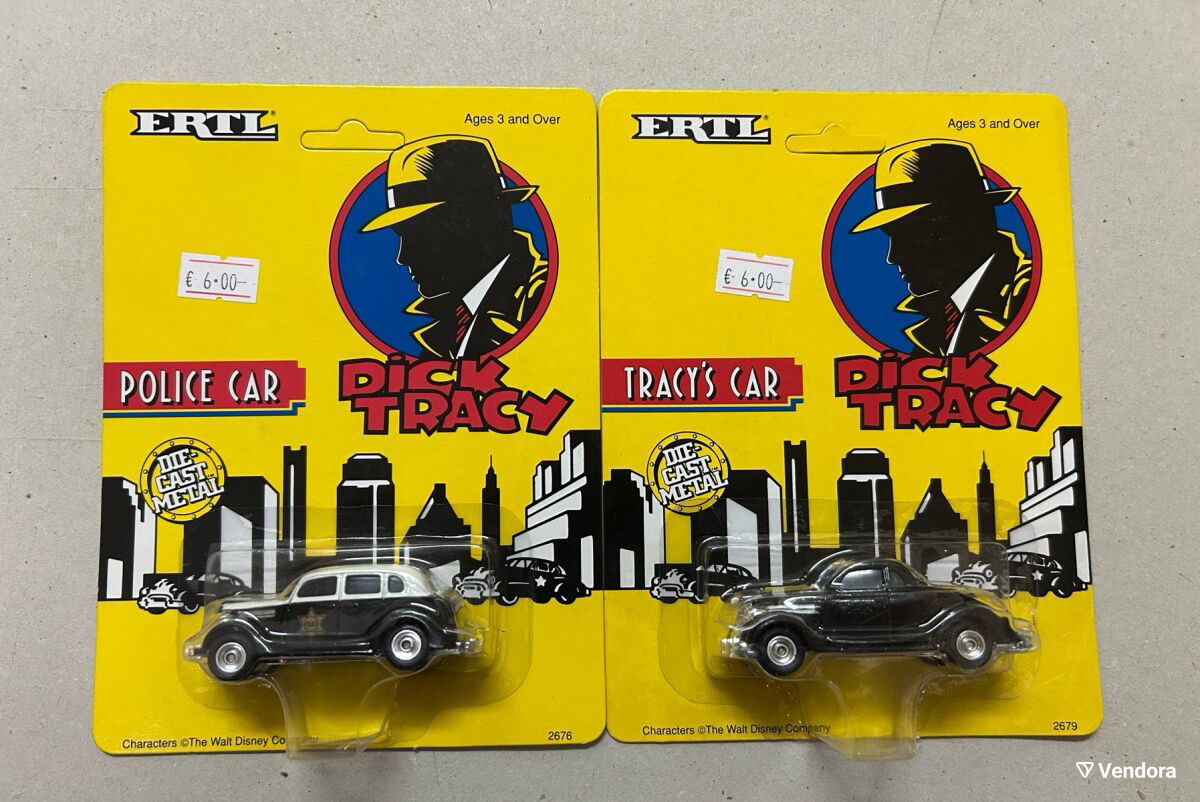 ERTL®
Ages 3 and Over
€ 6.00-
DICK
TRACY
POLICE CAR
DIE-
CAST
METAL
POLICE
Characters ©The Walt Disney Company
2676
ERTL®
Ages 3 and Over
€ 6.00-
DICK
TRACY
TRACY'S CAR
DIE-
CAST
METAL
Characters ©The Walt Disney Company
2679
Vendora